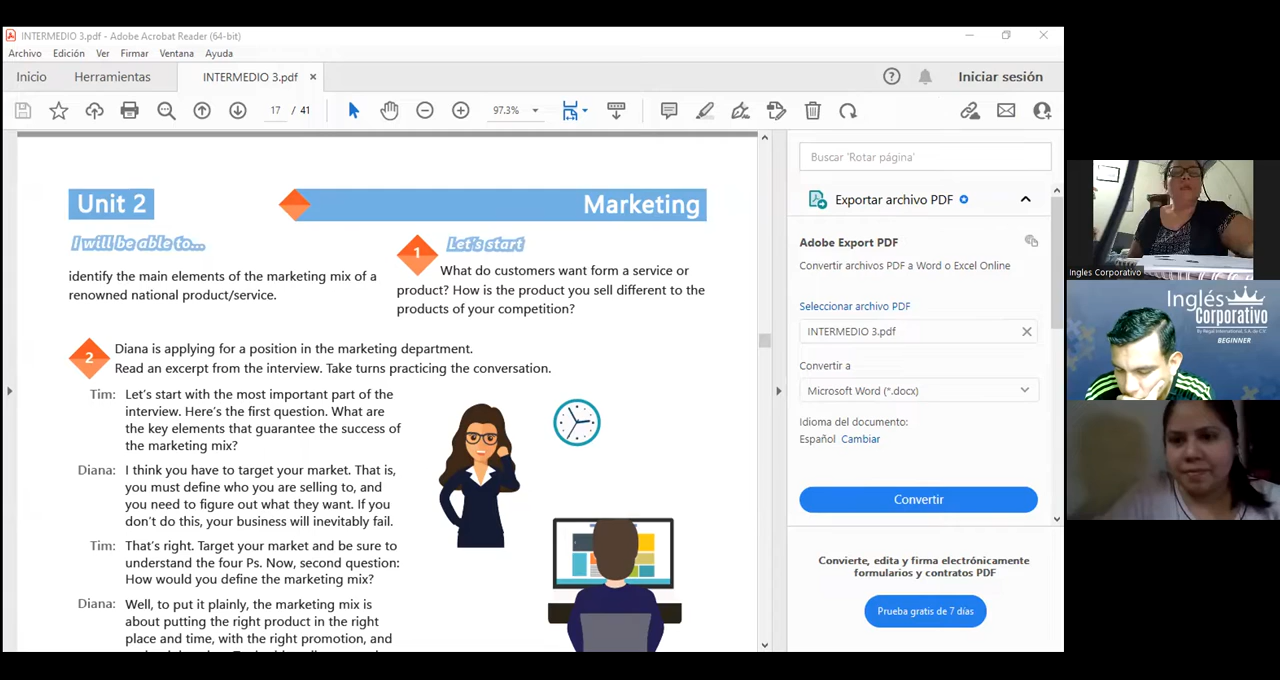 INTERMEDIO 3.pdf - Adobe Acrobat Reader (64-bit)
Archivo Edición Ver Firmar Ventana Ayuda
Inicio Herramientas INTERMEDIO 3.pdf × Iniciar sesión
17 / 41 97.3%
Unit 2 Marketing
I will be able to...
identify the main elements of the marketing mix of a
renowned national product/service.
1 Let's start
What do customers want form a service or
product? How is the product you sell different to the
products of your competition?
2 Diana is applying for a position in the marketing department.
Read an excerpt from the interview. Take turns practicing the conversation.
Tim: Let's start with the most important part of the
interview. Here's the first question. What are
the key elements that guarantee the success of
the marketing mix?
Diana: I think you have to target your market. That is,
you must define who you are selling to, and
you need to figure out what they want. If you
don't do this, your business will inevitably fail.
Tim: That's right. Target your market and be sure to
understand the four Ps. Now, second question:
How would you define the marketing mix?
Diana: Well, to put it plainly, the marketing mix is
about putting the right product in the right
place and time, with the right promotion, and
Buscar 'Rotar página'
Exportar archivo PDF
Adobe Export PDF
Convertir archivos PDF a Word o Excel Online
Seleccionar archivo PDF
INTERMEDIO 3.pdf
Convertir a
Microsoft Word (*.docx)
Idioma del documento:
Español Cambiar
Convertir
Convierte, edita y firma electrónicamente
formularios y contratos PDF
Prueba gratis de 7 días
Ingles Corporativo
Inglés
Corporativo
By Regal International, S.A. de C.V.
BEGINNER